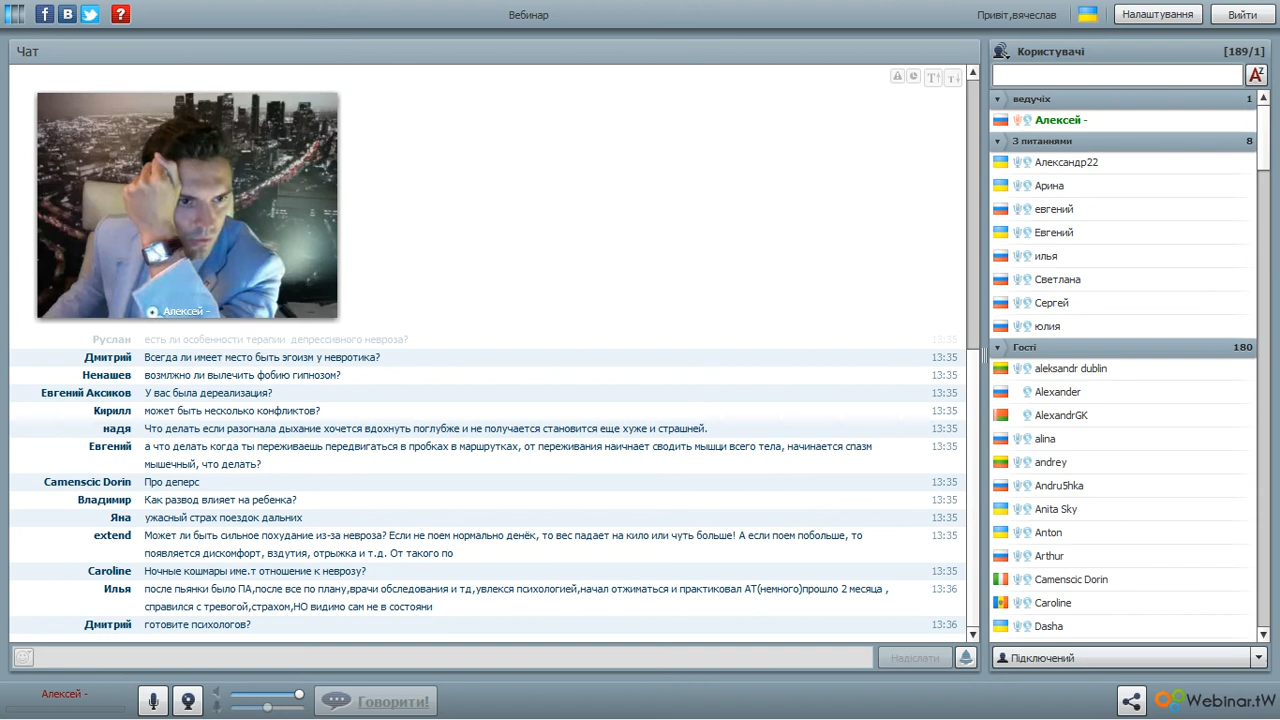 f В ? Вебинар Привіт,вячеслав Налаштування Вийти
Чат
Користувачі [189/1]
ведучіх 1
Алексей -
З питаннями 8
Александр22
Арина
евгений
Евгений
илья
Светлана
Сергей
юлия
Гості 180
aleksandr dublin
Alexander
AlexandrGK
alina
andrey
Andru5hka
Anita Sky
Anton
Arthur
Camenscic Dorin
Caroline
Dasha
Підключений
Алексей -
Руслан есть ли особенности терапии депрессивного невроза? 13:35
Дмитрий Всегда ли имеет место быть эгоизм у невротика? 13:35
Ненашев возмлжно ли вылечить фобию гипнозом? 13:35
Евгений Аксиков У вас была дереализация? 13:35
Кирилл может быть несколько конфликтов? 13:35
надя Что делать если разогнала дыхание хочется вдохнуть поглубже и не получается становится еще хуже и страшней. 13:35
Евгений а что делать когда ты переживаешь передвигаться в пробках в маршрутках, от переживания наичнает сводить мышци всего тела, начинается спазм 13:35
мышечный, что делать?
Camenscic Dorin Про деперс 13:35
Владимир Как развод влияет на ребенка? 13:35
Яна ужасный страх поездок дальних 13:35
extend Может ли быть сильное похудание из-за невроза? Если не поем нормально денёк, то вес падает на кило или чуть больше! А если поем побольше, то 13:35
появляется дискомфорт, вздутия, отрыжка и т.д. От такого по
Caroline Ночные кошмары име.т отношение к неврозу? 13:35
Илья после пьянки было ПА,после все по плану,врачи обследования и тд,увлекся психологией,начал отжиматься и практиковал АТ(немного)прошло 2 месяца , 13:36
справился с тревогой,страхом,НО видимо сам не в состояни
Дмитрий готовите психологов? 13:36
Надіслати
Алексей -
Говорити!
Webinar.tw